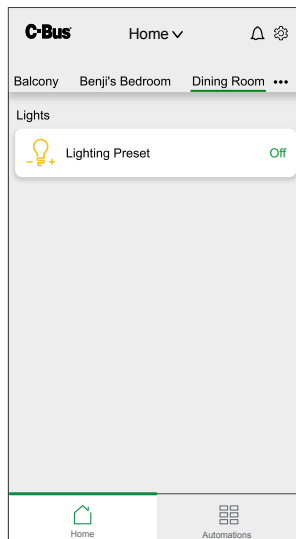 C-Bus Home
Balcony Benji's Bedroom Dining Room •••
Lights
Lighting Preset Off
Home Automations